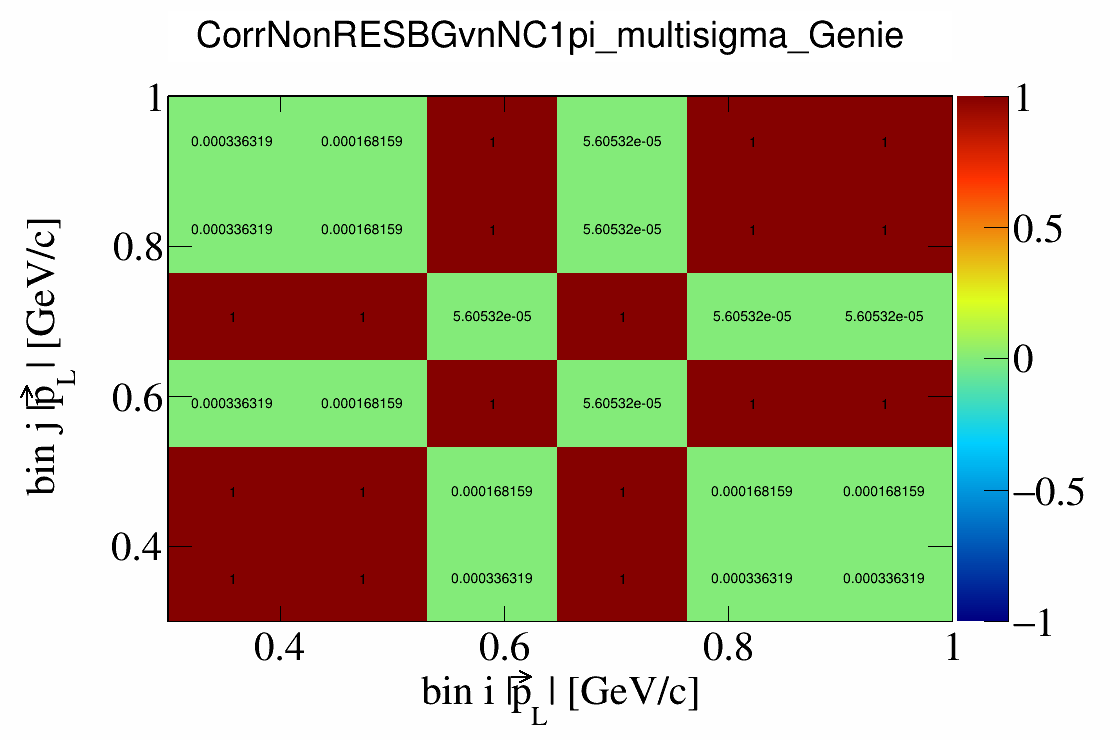 CorrNonRESBGvnNC1pi_multisigma_Genie
1
0.000336319 0.000168159 1 5.60532e-05 1 1
0.000336319 0.000168159 1 5.60532e-05 1 1
0.8
1 1 5.60532e-05 1 5.60532e-05 5.60532e-05
0.6
0.000336319 0.000168159 1 5.60532e-05 1 1
1 1 0.000168159 1 0.000168159 0.000168159
0.4
1 1 0.000336319 1 0.000336319 0.000336319
bin j |p⃗_L| [GeV/c]
0.4 0.6 0.8 1
bin i |p⃗_L| [GeV/c]
1
0.5
0
−0.5
−1